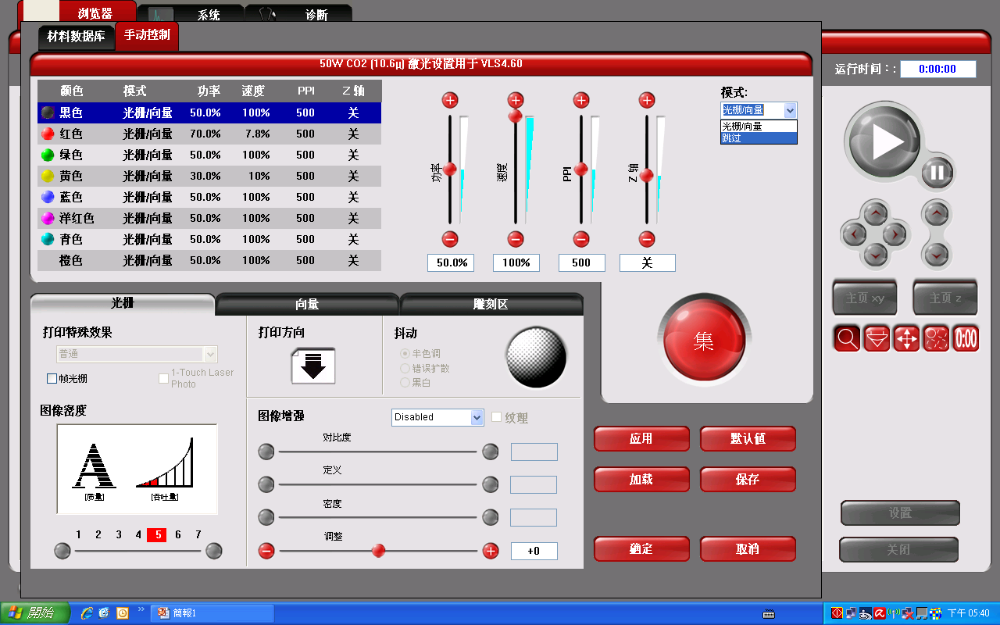 浏览器
系统
诊断
材料数据库
手动控制
50W CO2 (10.6µ) 激光设置用于 VLS4.60
颜色 模式 功率 速度 PPI Z 轴
黑色 光栅/向量 50.0% 100% 500 关
红色 光栅/向量 70.0% 7.8% 500 关
绿色 光栅/向量 50.0% 100% 500 关
黄色 光栅/向量 30.0% 10% 500 关
蓝色 光栅/向量 50.0% 100% 500 关
洋红色 光栅/向量 50.0% 100% 500 关
青色 光栅/向量 50.0% 100% 500 关
橙色 光栅/向量 50.0% 100% 500 关
功率
速度
PPI
Z 轴
50.0%
100%
500
关
模式:
光栅/向量
光栅/向量
跳过
运行时间::
0:00:00
主页 xy
主页 z
0:00
设置
关闭
光栅
向量
雕刻区
打印特殊效果
普通
帧光栅
1-Touch Laser
Photo
图像密度
A
[质量]
[吞吐量]
1 2 3 4 5 6 7
打印方向
抖动
半色调
错误扩散
黑白
图像增强
Disabled
纹理
对比度
定义
密度
调整
+0
集
应用
默认值
加载
保存
确定
取消
開始
簡報1
下午 05:40